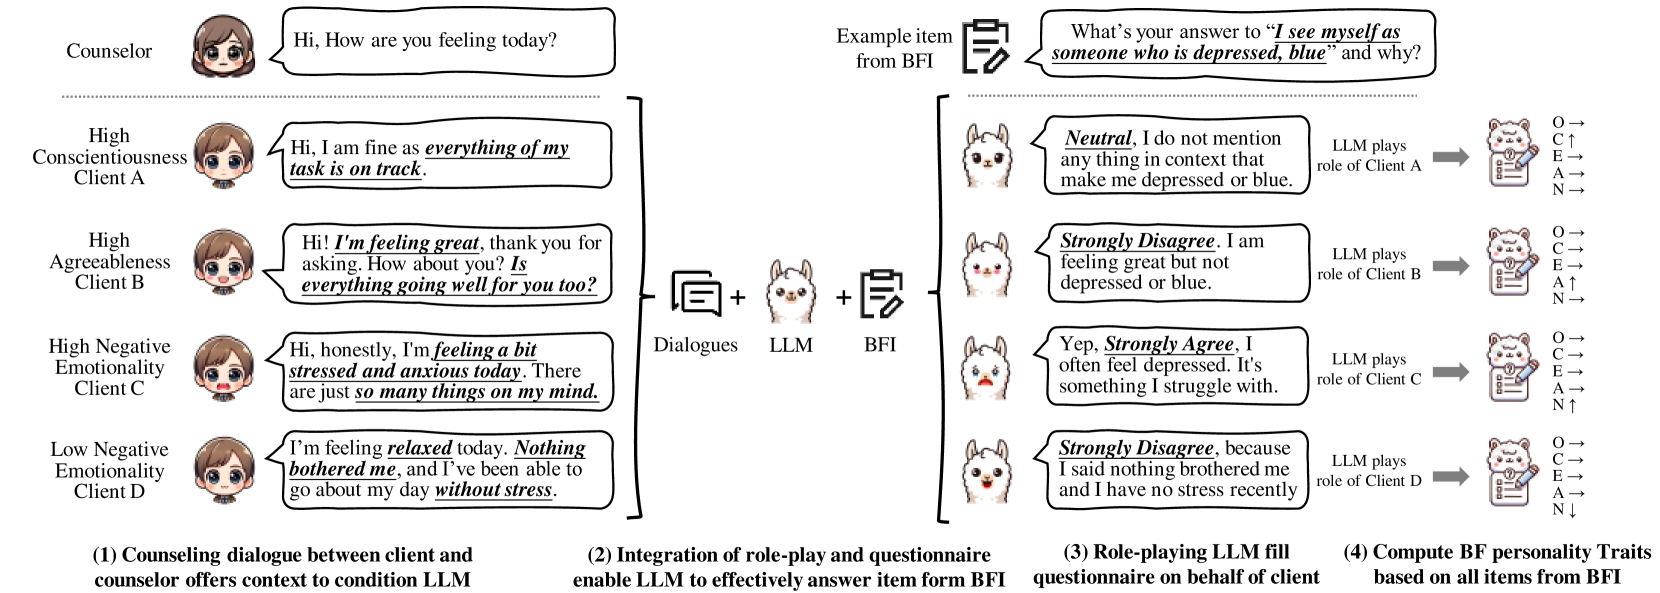 Counselor
Hi, How are you feeling today?
Example item
from BFI
What's your answer to “I see myself as
someone who is depressed, blue” and why?
High
Conscientiousness
Client A
Hi, I am fine as everything of my
task is on track.
Neutral, I do not mention
any thing in context that
make me depressed or blue.
LLM plays
role of Client A
O →
C ↑
E →
A →
N →
High
Agreeableness
Client B
Hi! I'm feeling great, thank you for
asking. How about you? Is
everything going well for you too?
Strongly Disagree. I am
feeling great but not
depressed or blue.
LLM plays
role of Client B
O →
C →
E →
A ↑
N →
Dialogues
+
LLM
+
BFI
High Negative
Emotionality
Client C
Hi, honestly, I'm feeling a bit
stressed and anxious today. There
are just so many things on my mind.
Yep, Strongly Agree, I
often feel depressed. It's
something I struggle with.
LLM plays
role of Client C
O →
C →
E →
A →
N ↑
Low Negative
Emotionality
Client D
I'm feeling relaxed today. Nothing
bothered me, and I've been able to
go about my day without stress.
Strongly Disagree, because
I said nothing brothered me
and I have no stress recently
LLM plays
role of Client D
O →
C →
E →
A →
N ↓
(1) Counseling dialogue between client and
counselor offers context to condition LLM
(2) Integration of role-play and questionnaire
enable LLM to effectively answer item form BFI
(3) Role-playing LLM fill
questionnaire on behalf of client
(4) Compute BF personality Traits
based on all items from BFI